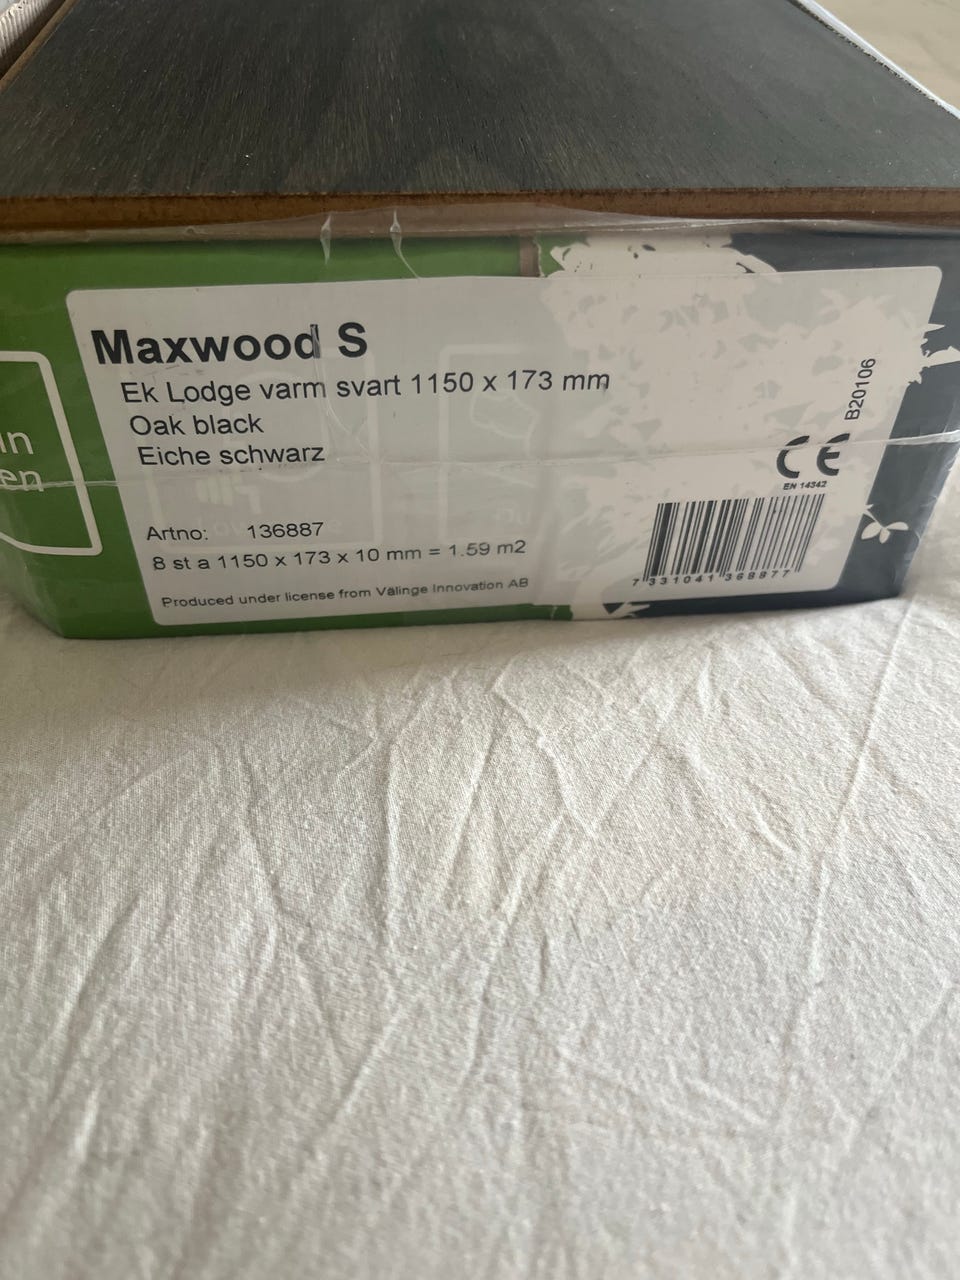 Maxwood S
Ek Lodge varm svart 1150 x 173 mm
Oak black
Eiche schwarz
Artno: 136887
8 st a 1150 x 173 x 10 mm = 1.59 m2
Produced under license from Välinge Innovation AB
B20106
CE
EN 14342
7 331041 368877